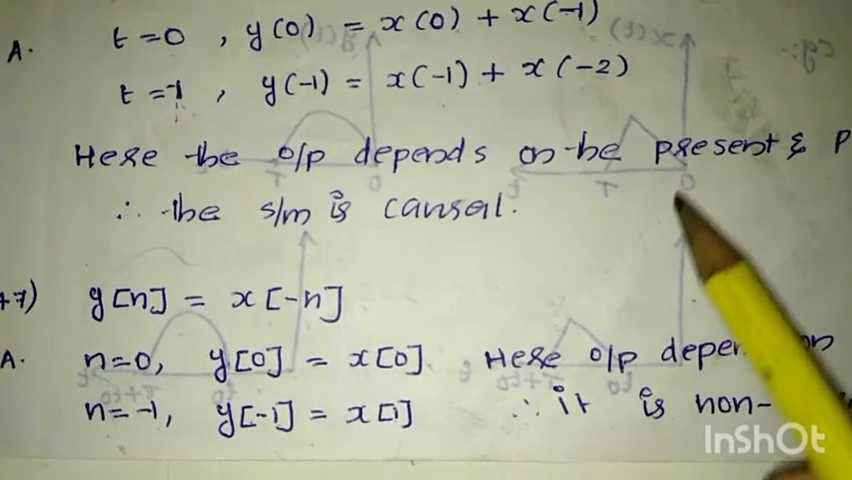 A. t=0 , y(0) = x(0) + x(-1)
t=-1 , y(-1) = x(-1) + x(-2)
Here the o/p depends on the present & P
∴ the s/m is causal.
+7) y[n] = x[-n]
A. n=0, y[0] = x[0]. Here o/p depen on
n=-1, y[-1] = x[1] ∴ it is non-
InShOt